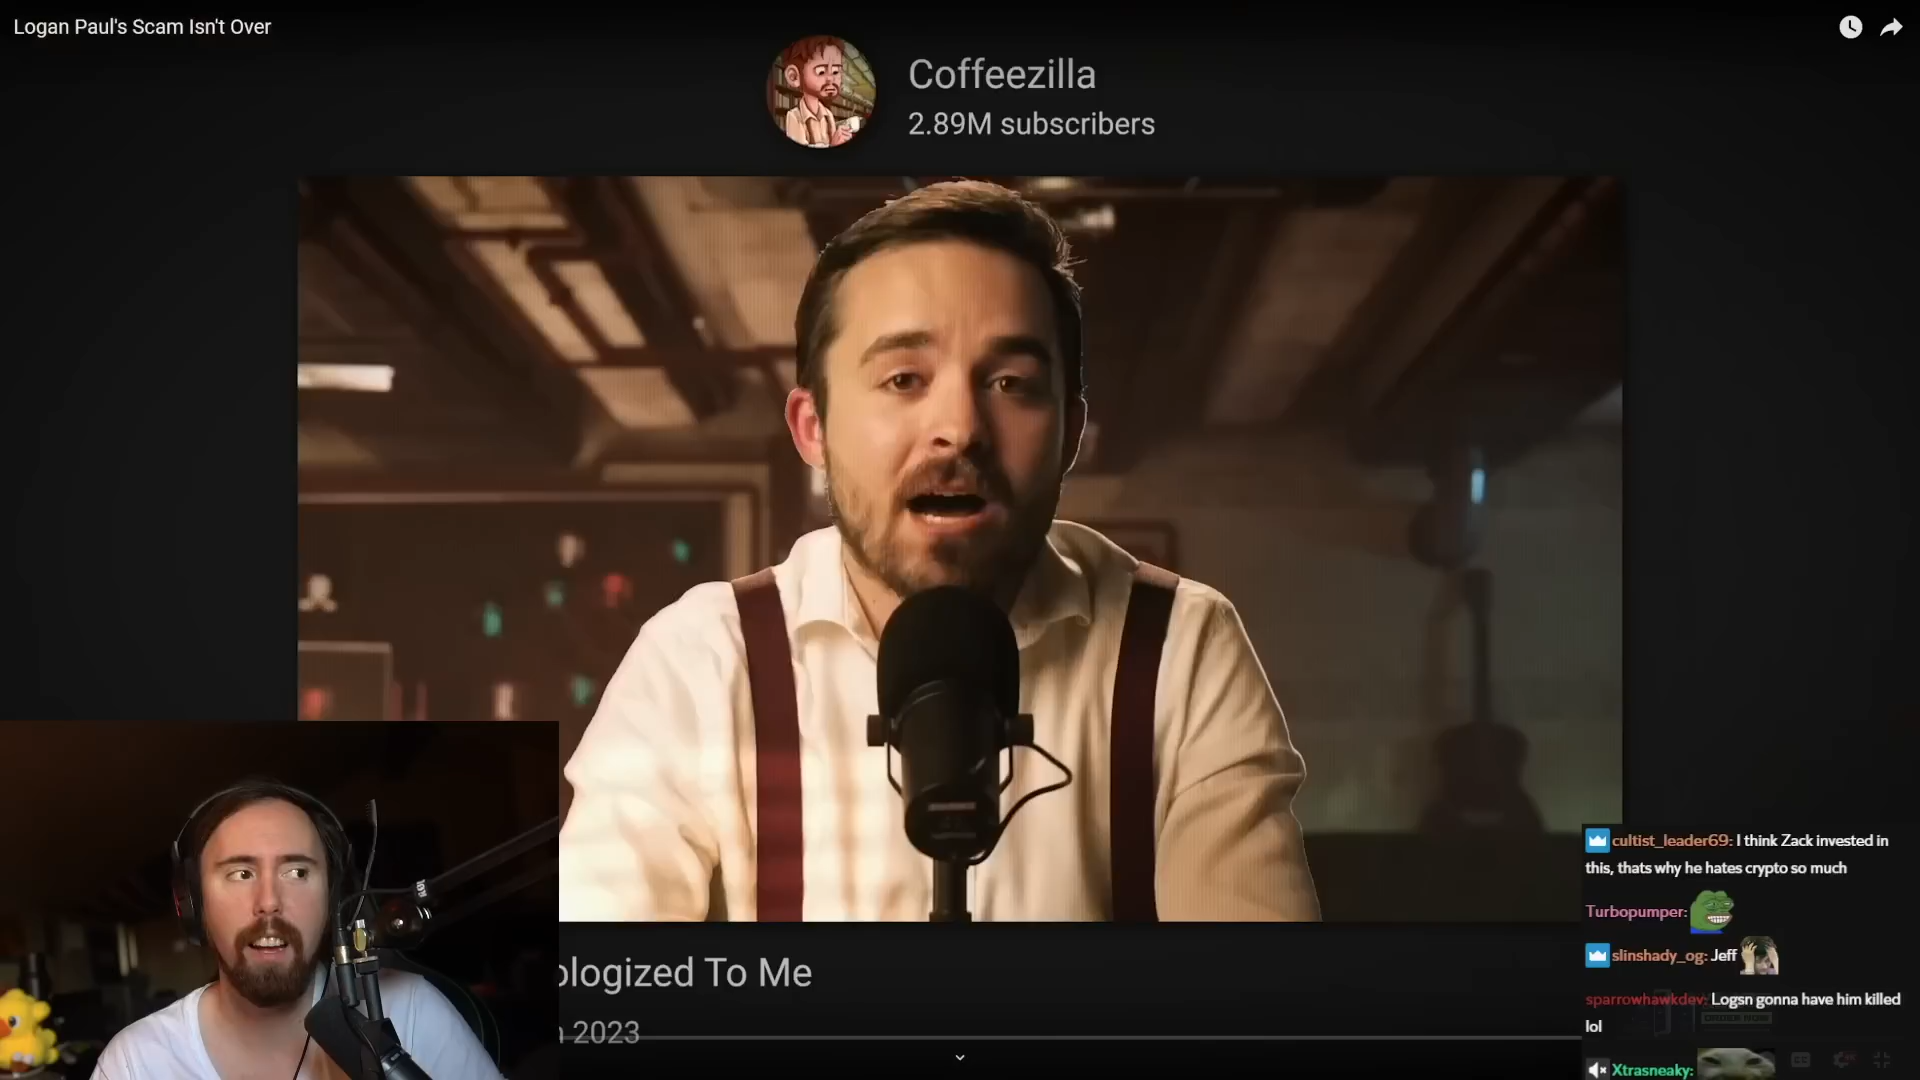 Logan Paul's Scam Isn't Over
Coffeezilla
2.89M subscribers
ologized To Me
2023
cultist_leader69: I think Zack invested in
this, thats why he hates crypto so much
Turbopumper:
slinshady_og: Jeff
sparrowhawkdev: Logsn gonna have him killed
lol
Xtrasneaky: